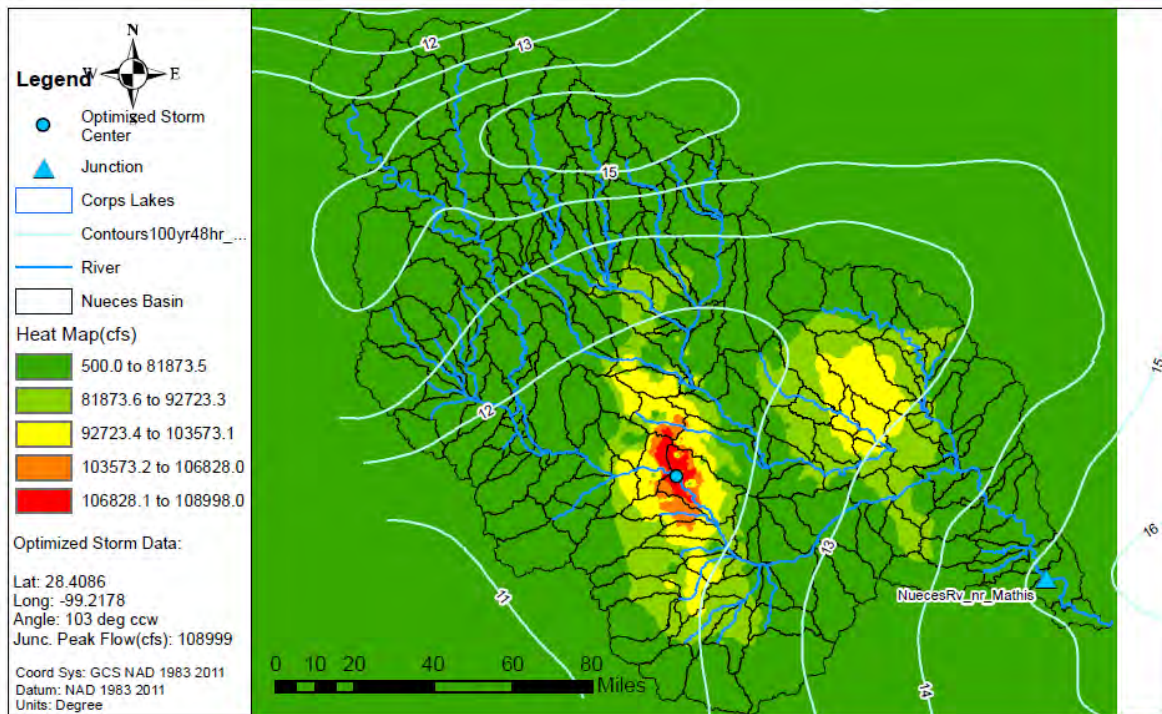 N
W
E
S
Legend
Optimized Storm
Center
Junction
Corps Lakes
Contours100yr48hr_...
River
Nueces Basin
Heat Map(cfs)
500.0 to 81873.5
81873.6 to 92723.3
92723.4 to 103573.1
103573.2 to 106828.0
106828.1 to 108998.0
Optimized Storm Data:
Lat: 28.4086
Long: -99.2178
Angle: 103 deg ccw
Junc. Peak Flow(cfs): 108999
Coord Sys: GCS NAD 1983 2011
Datum: NAD 1983 2011
Units: Degree
12
13
15
12
15
16
13
11
14
NuecesRv_nr_Mathis
0 10 20 40 60 80
Miles